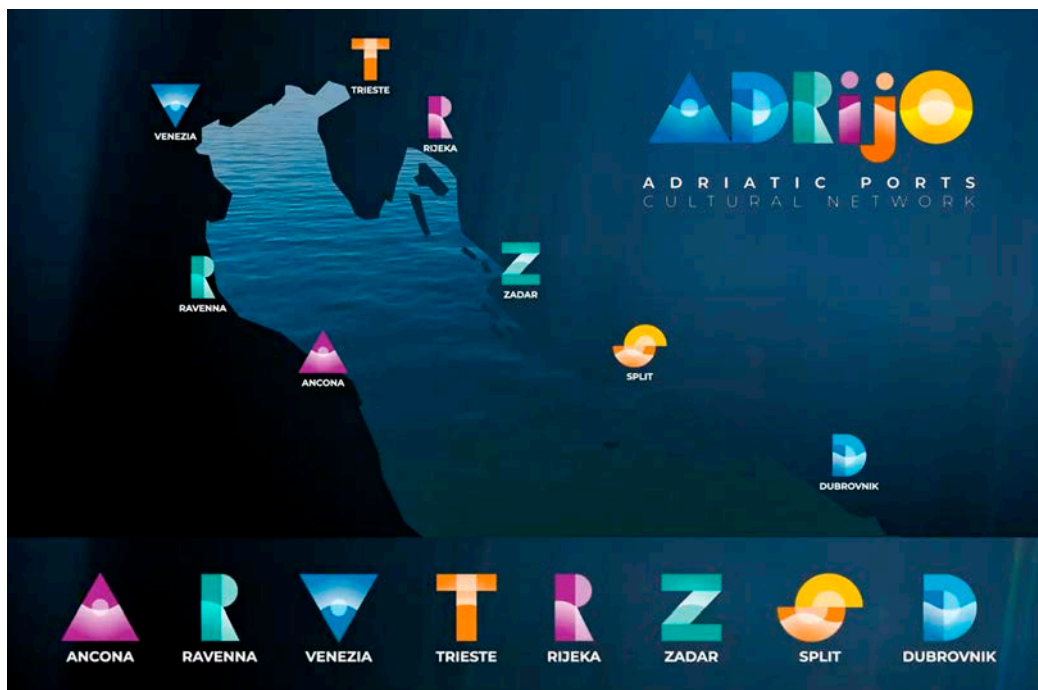 T
TRIESTE
V
VENEZIA
R
RIJEKA
ADRijO
ADRIATIC PORTS
CULTURAL NETWORK
R
RAVENNA
Z
ZADAR
A
ANCONA
S
SPLIT
D
DUBROVNIK
A R V T R Z S D
ANCONA RAVENNA VENEZIA TRIESTE RIJEKA ZADAR SPLIT DUBROVNIK